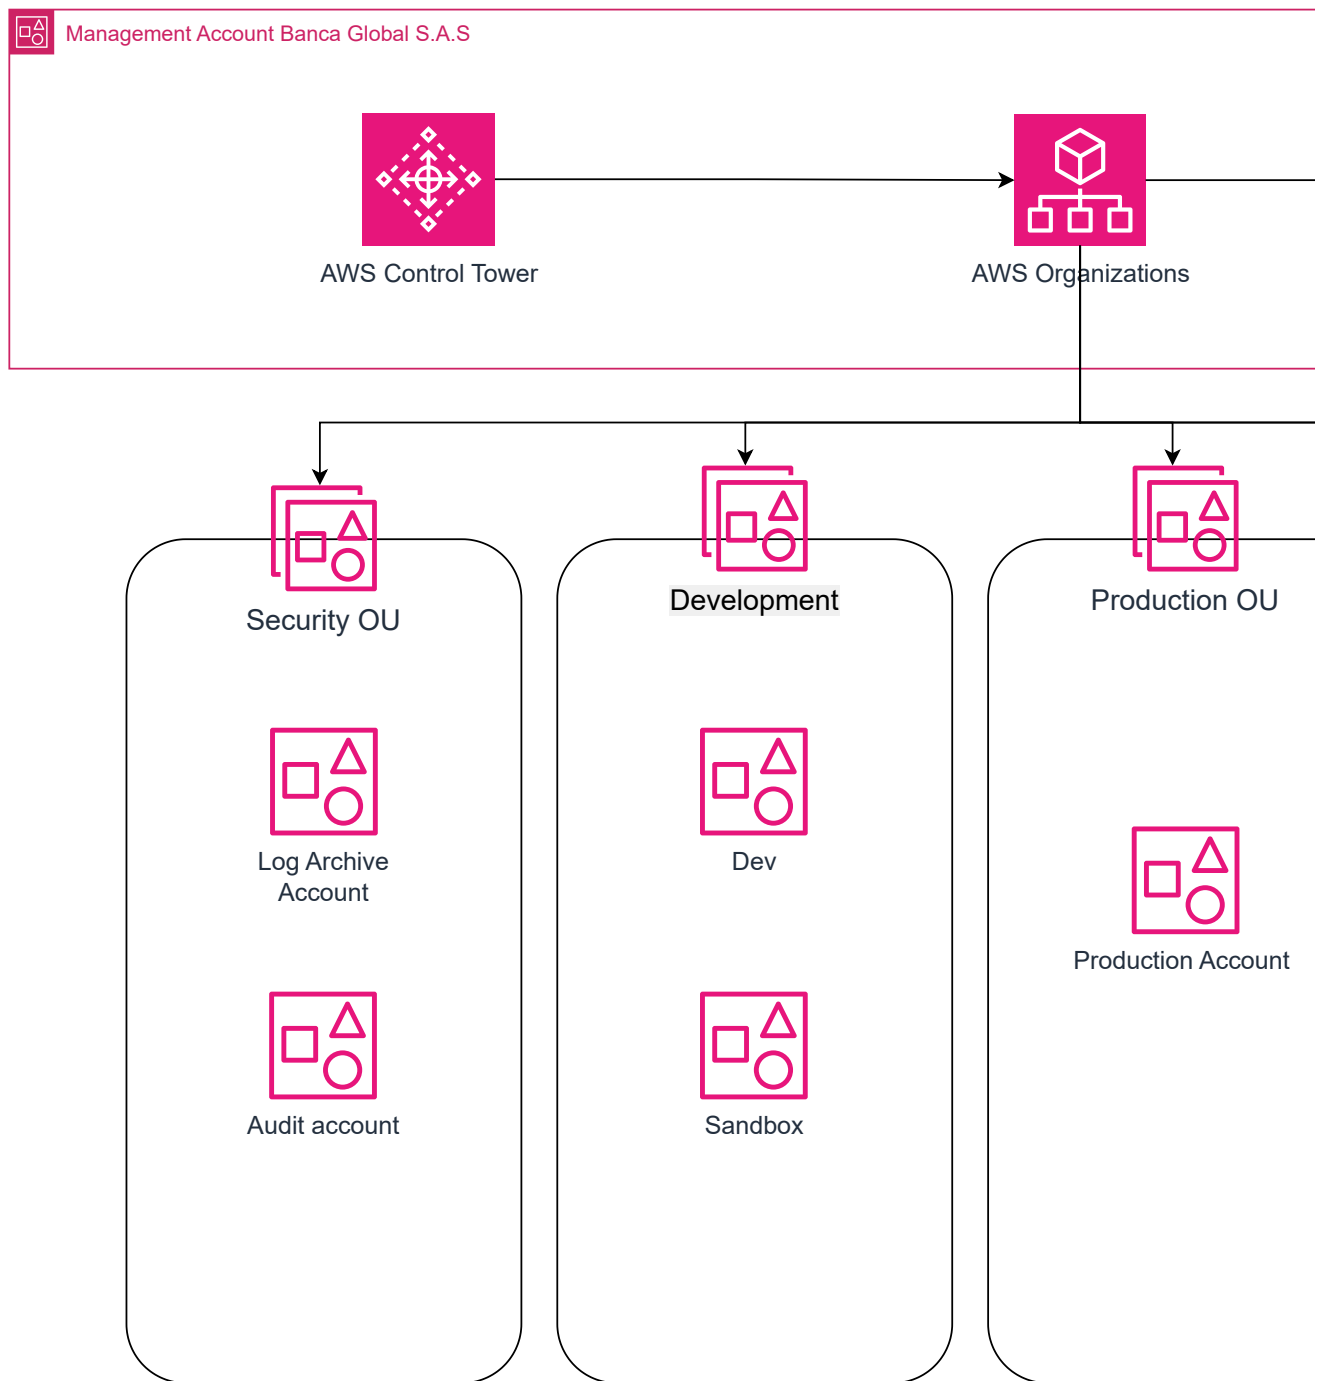 Management Account Banca Global S.A.S
AWS Control Tower
AWS Organizations
Security OU
Development
Production OU
Log Archive
Account
Dev
Production Account
Audit account
Sandbox